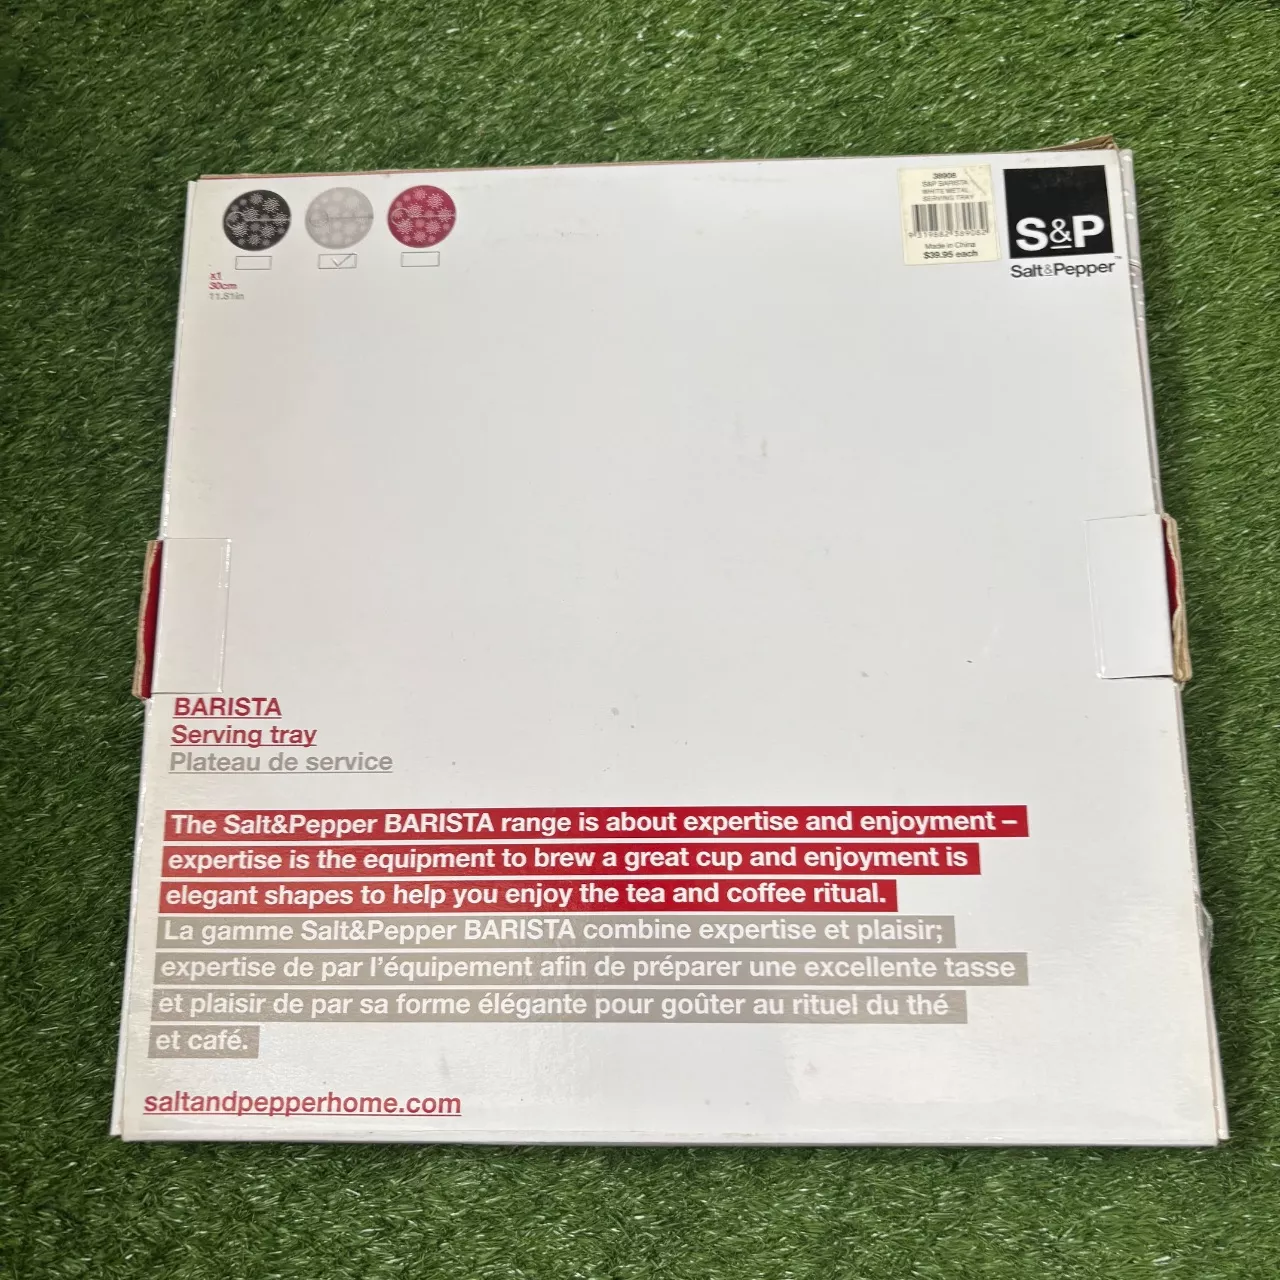 x1
30cm
11.81in
38908
S&P BARISTA
WHITE METAL
SERVING TRAY
Made in China
$39.95 each
S&P
Salt&Pepper™
BARISTA
Serving tray
Plateau de service
The Salt&Pepper BARISTA range is about expertise and enjoyment –
expertise is the equipment to brew a great cup and enjoyment is
elegant shapes to help you enjoy the tea and coffee ritual.
La gamme Salt&Pepper BARISTA combine expertise et plaisir;
expertise de par l'équipement afin de préparer une excellente tasse
et plaisir de par sa forme élégante pour goûter au rituel du thé
et café.
saltandpepperhome.com